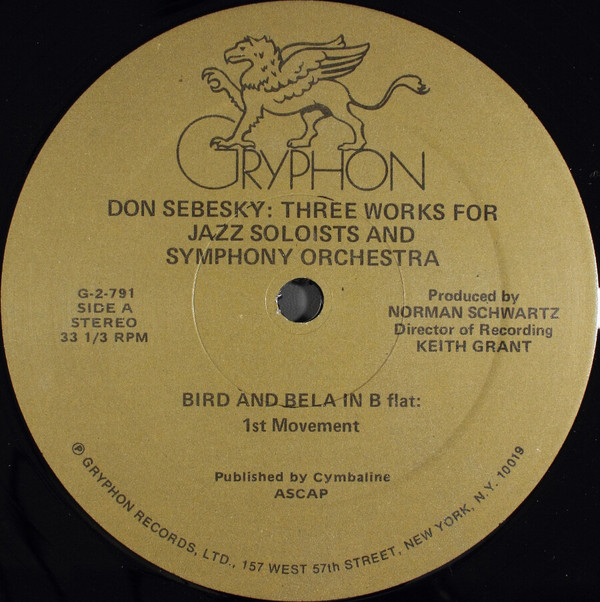 GRYPHON
DON SEBESKY: THREE WORKS FOR
JAZZ SOLOISTS AND
SYMPHONY ORCHESTRA
G-2-791
SIDE A
STEREO
33 1/3 RPM
Produced by
NORMAN SCHWARTZ
Director of Recording
KEITH GRANT
BIRD AND BELA IN B flat:
1st Movement
Published by Cymbaline
ASCAP
℗ GRYPHON RECORDS, LTD., 157 WEST 57th STREET, NEW YORK, N.Y. 10019